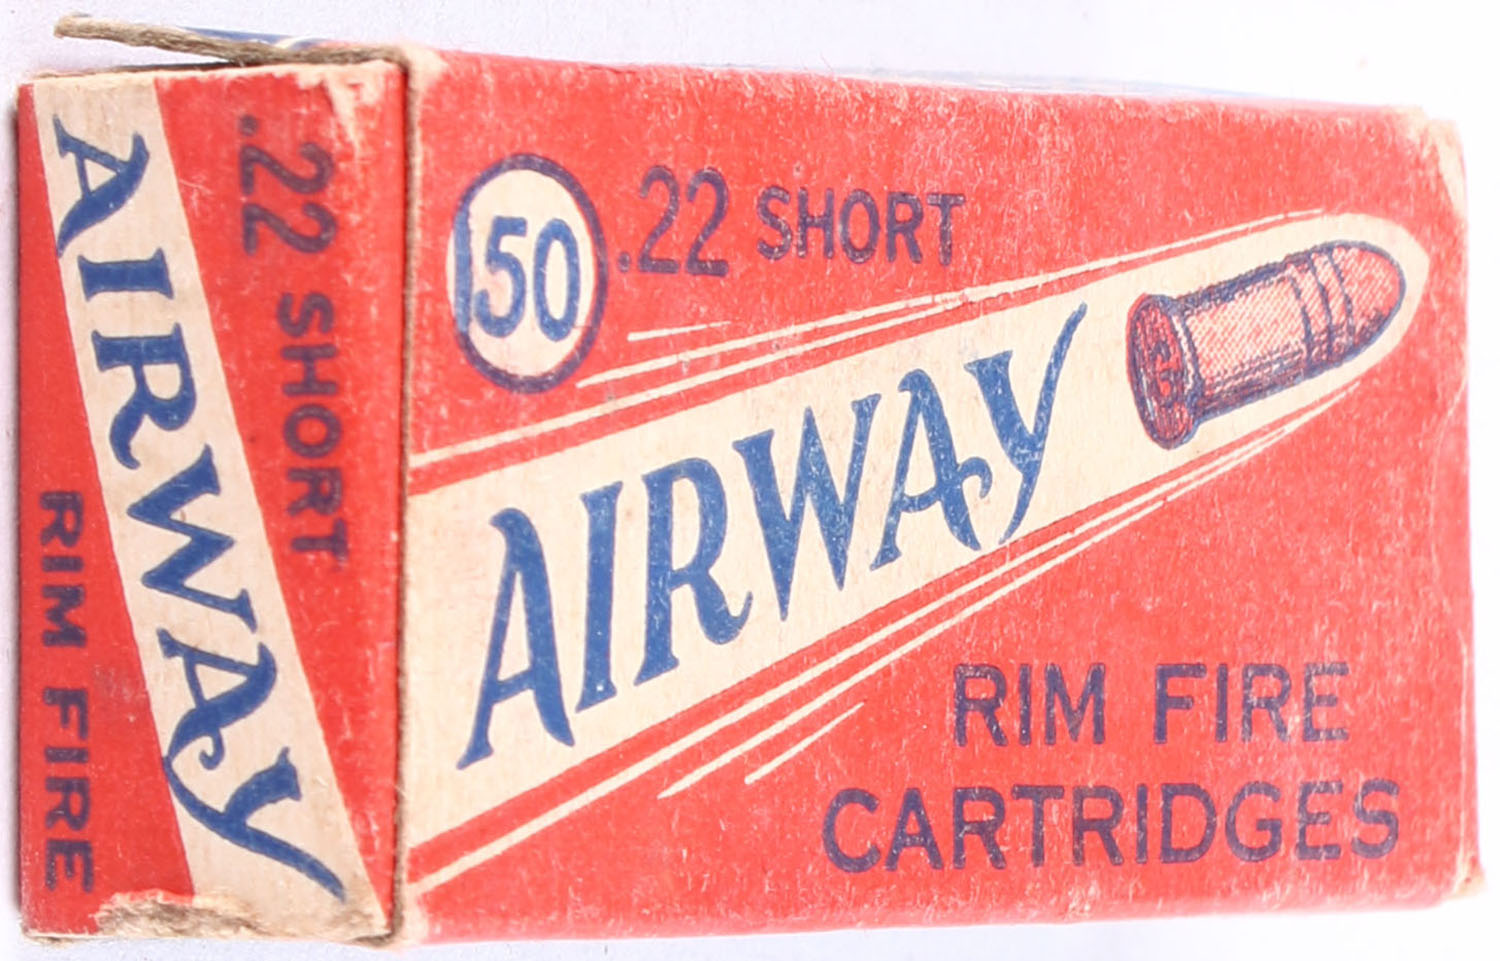 50
.22 SHORT
AIRWAY
RIM FIRE
CARTRIDGES
.22 SHORT
AIRWAY
RIM FIRE